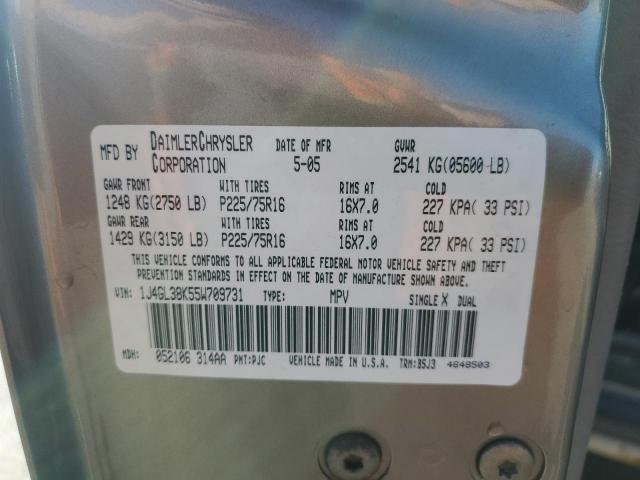 MFD BY DAIMLERCHRYSLER CORPORATION DATE OF MFR 5-05 GVWR 2541 KG(05600 LB)
GAWR FRONT WITH TIRES RIMS AT COLD
1248 KG(2750 LB) P225/75R16 16X7.0 227 KPA( 33 PSI)
GAWR REAR WITH TIRES RIMS AT COLD
1429 KG(3150 LB) P225/75R16 16X7.0 227 KPA( 33 PSI)
THIS VEHICLE CONFORMS TO ALL APPLICABLE FEDERAL MOTOR VEHICLE SAFETY AND THEFT
PREVENTION STANDARDS IN EFFECT ON THE DATE OF MANUFACTURE SHOWN ABOVE.
VIN: 1J4GL38K55W709731 TYPE: MPV SINGLE X DUAL
MDH: 052106 314AA PNT:PJC VEHICLE MADE IN U.S.A. TRM:BSJ3 4648503